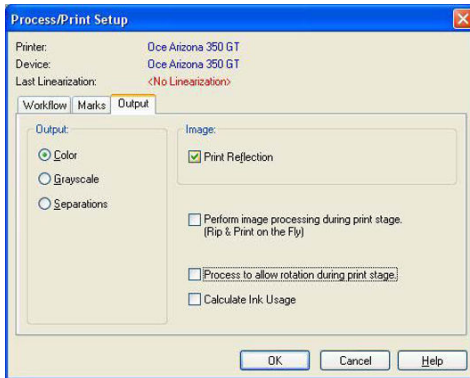 Process/Print Setup
Printer: Oce Arizona 350 GT
Device: Oce Arizona 350 GT
Last Linearization: <No Linearization>
Workflow Marks Output
Output: Image:
Color Print Reflection
Grayscale
Separations
Perform image processing during print stage.
(Rip & Print on the Fly)
Process to allow rotation during print stage.
Calculate Ink Usage
OK Cancel Help